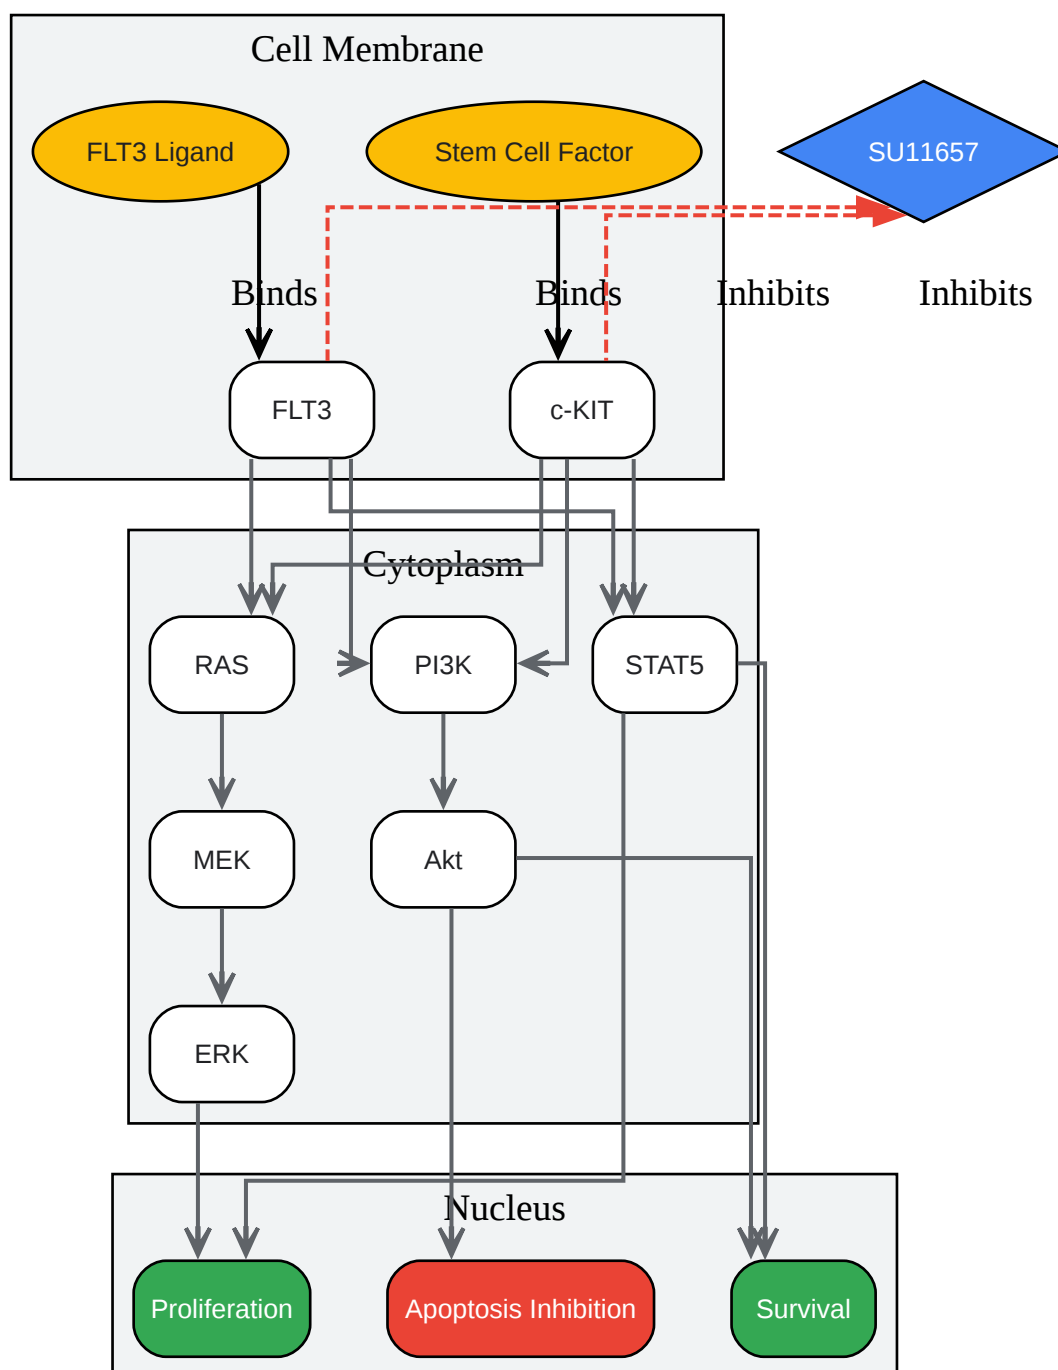 Cell Membrane
FLT3 Ligand
Stem Cell Factor
SU11657
Binds
Binds
Inhibits
Inhibits
FLT3
c-KIT
Cytoplasm
RAS
PI3K
STAT5
MEK
Akt
ERK
Nucleus
Proliferation
Apoptosis Inhibition
Survival